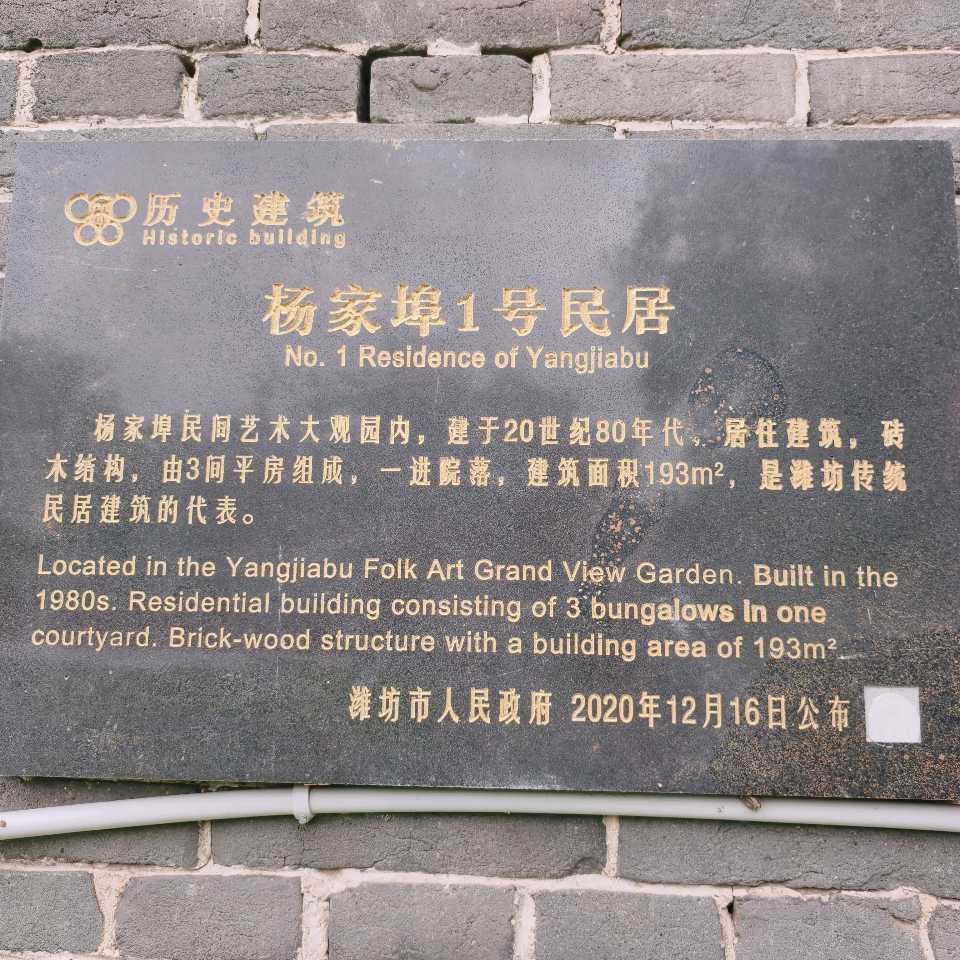 历史建筑
Historic building
杨家埠1号民居
No. 1 Residence of Yangjiabu
杨家埠民间艺术大观园内，建于20世纪80年代，居住建筑，砖
木结构，由3间平房组成，一进院落，建筑面积193m²，是潍坊传统
民居建筑的代表。
Located in the Yangjiabu Folk Art Grand View Garden. Built in the
1980s. Residential building consisting of 3 bungalows in one
courtyard. Brick-wood structure with a building area of 193m²
潍坊市人民政府 2020年12月16日公布